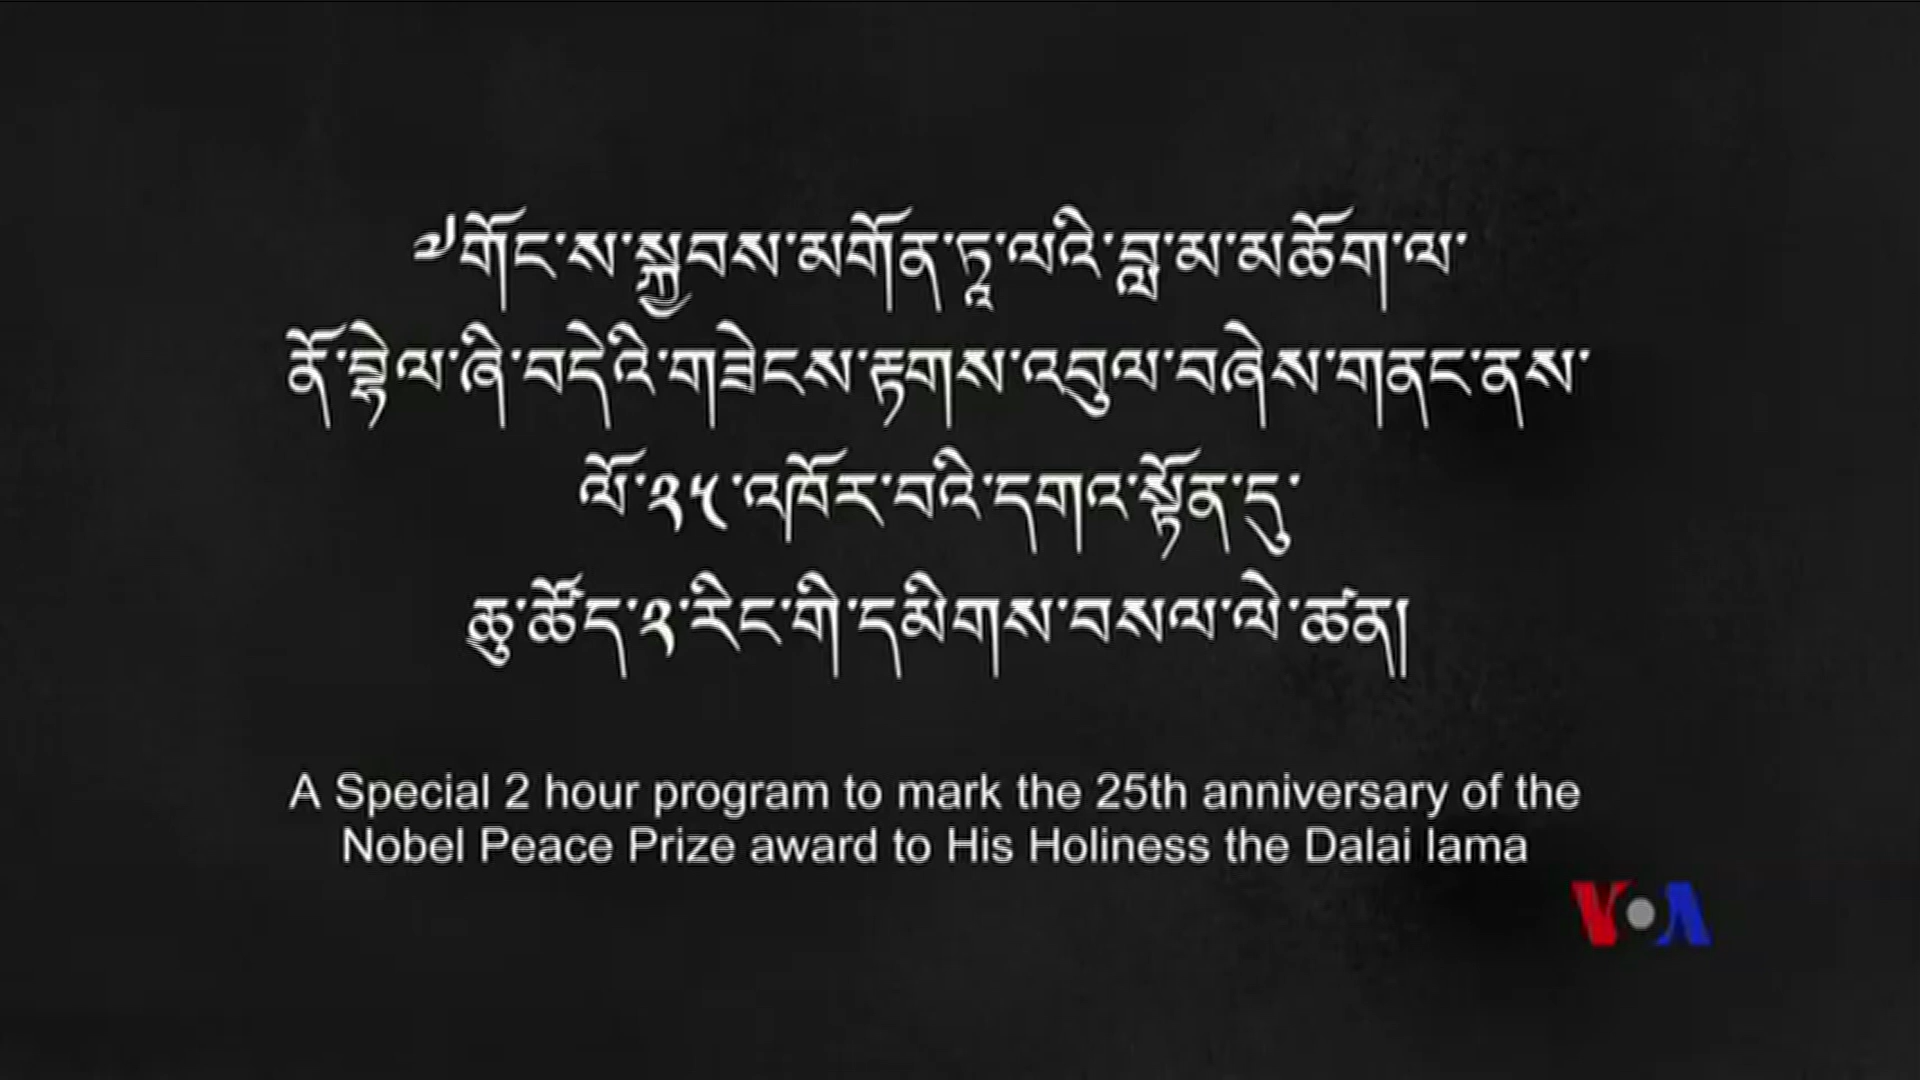 ༧གོང་ས་སྐྱབས་མགོན་ཏཱ་ལའི་བླ་མ་མཆོག་ལ་
ནོ་བྷེལ་ཞི་བདེའི་གཟེངས་རྟགས་འབུལ་བཞེས་གནང་ནས་
ལོ་༢༥་འཁོར་བའི་དགའ་སྟོན་དུ་
ཆུ་ཚོད་༢་རིང་གི་དམིགས་བསལ་ལེ་ཚན།
A Special 2 hour program to mark the 25th anniversary of the
Nobel Peace Prize award to His Holiness the Dalai lama
VOA